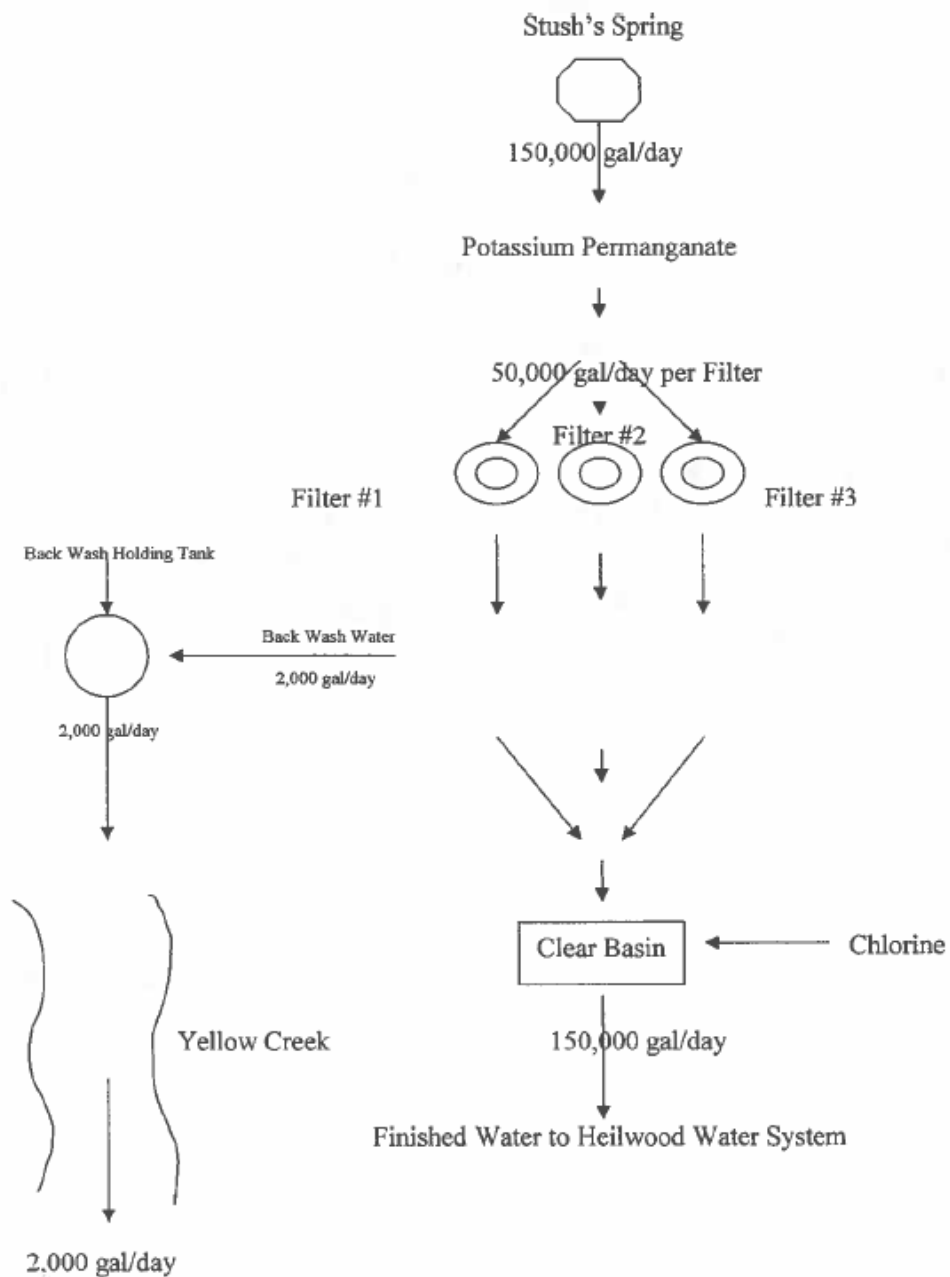 Stush's Spring
150,000 gal/day
Potassium Permanganate
50,000 gal/day per Filter
Filter #2
Filter #1
Filter #3
Back Wash Holding Tank
Back Wash Water
2,000 gal/day
2,000 gal/day
Clear Basin
Chlorine
Yellow Creek
150,000 gal/day
Finished Water to Heilwood Water System
2,000 gal/day